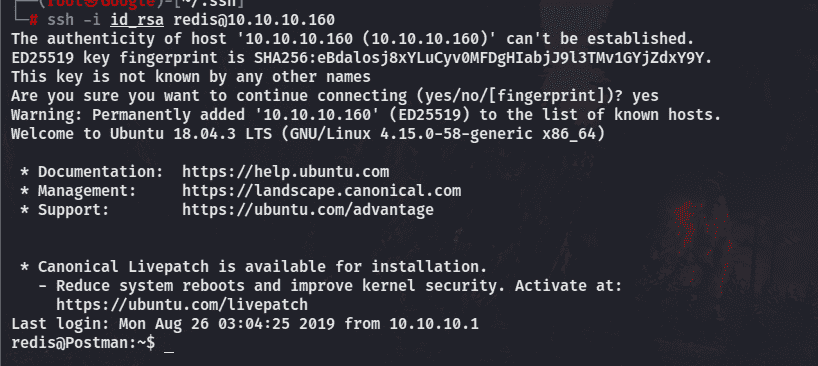 (root㉿Google)-[~/.ssh]
# ssh -i id_rsa redis@10.10.10.160
The authenticity of host '10.10.10.160 (10.10.10.160)' can't be established.
ED25519 key fingerprint is SHA256:eBdalosj8xYLuCyv0MFDgHIabjJ9l3TMv1GYjZdxY9Y.
This key is not known by any other names
Are you sure you want to continue connecting (yes/no/[fingerprint])? yes
Warning: Permanently added '10.10.10.160' (ED25519) to the list of known hosts.
Welcome to Ubuntu 18.04.3 LTS (GNU/Linux 4.15.0-58-generic x86_64)
* Documentation:  https://help.ubuntu.com
* Management:     https://landscape.canonical.com
* Support:        https://ubuntu.com/advantage
* Canonical Livepatch is available for installation.
- Reduce system reboots and improve kernel security. Activate at:
https://ubuntu.com/livepatch
Last login: Mon Aug 26 03:04:25 2019 from 10.10.10.1
redis@Postman:~$ _